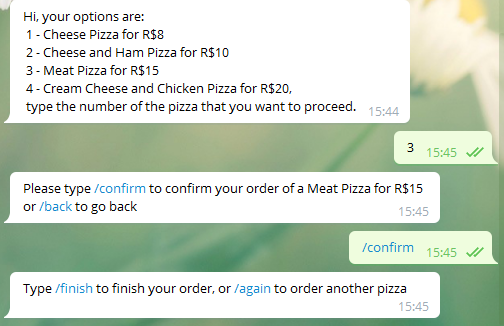 Hi, your options are:
1 - Cheese Pizza for R$8
2 - Cheese and Ham Pizza for R$10
3 - Meat Pizza for R$15
4 - Cream Cheese and Chicken Pizza for R$20,
type the number of the pizza that you want to proceed. 15:44
3 15:45
Please type /confirm to confirm your order of a Meat Pizza for R$15
or /back to go back
15:45
/confirm 15:45
Type /finish to finish your order, or /again to order another pizza
15:45